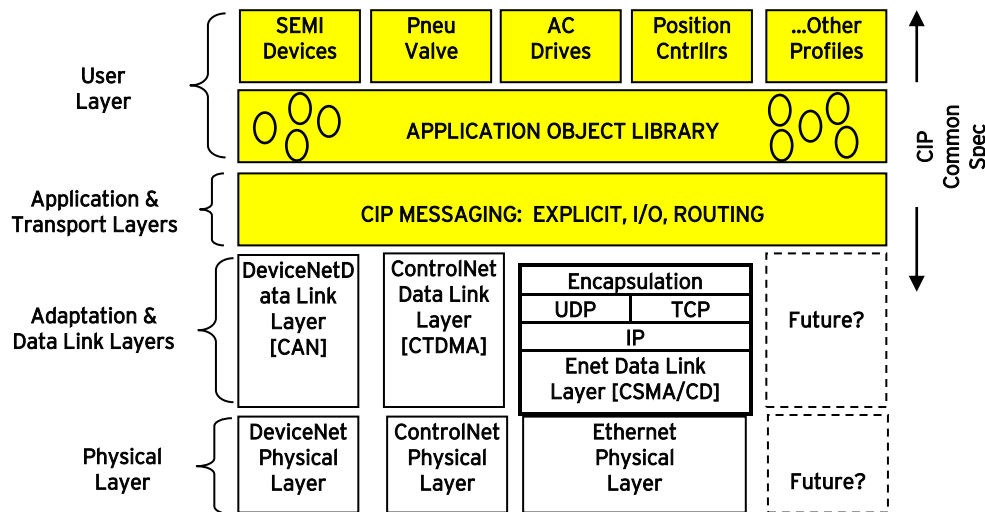 SEMI
Devices
Pneu
Valve
AC
Drives
Position
Cntrllrs
...Other
Profiles
User
Layer
APPLICATION OBJECT LIBRARY
CIP
Common
Spec
Application &
Transport Layers
CIP MESSAGING: EXPLICIT, I/O, ROUTING
Adaptation &
Data Link Layers
DeviceNetD
ata Link
Layer
[CAN]
ControlNet
Data Link
Layer
[CTDMA]
Encapsulation
UDP
TCP
IP
Enet Data Link
Layer [CSMA/CD]
Future?
Physical
Layer
DeviceNet
Physical
Layer
ControlNet
Physical
Layer
Ethernet
Physical
Layer
Future?